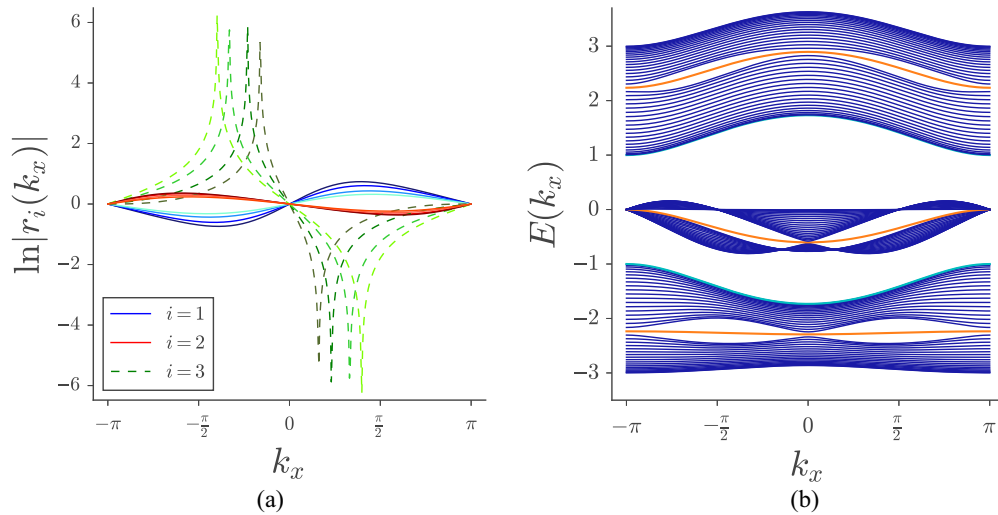 ln|r_i(k_x)|
6
4
2
0
−2
−4
−6
i = 1
i = 2
i = 3
−π
−π/2
0
π/2
π
k_x
(a)
E(k_x)
3
2
1
0
−1
−2
−3
−π
−π/2
0
π/2
π
k_x
(b)